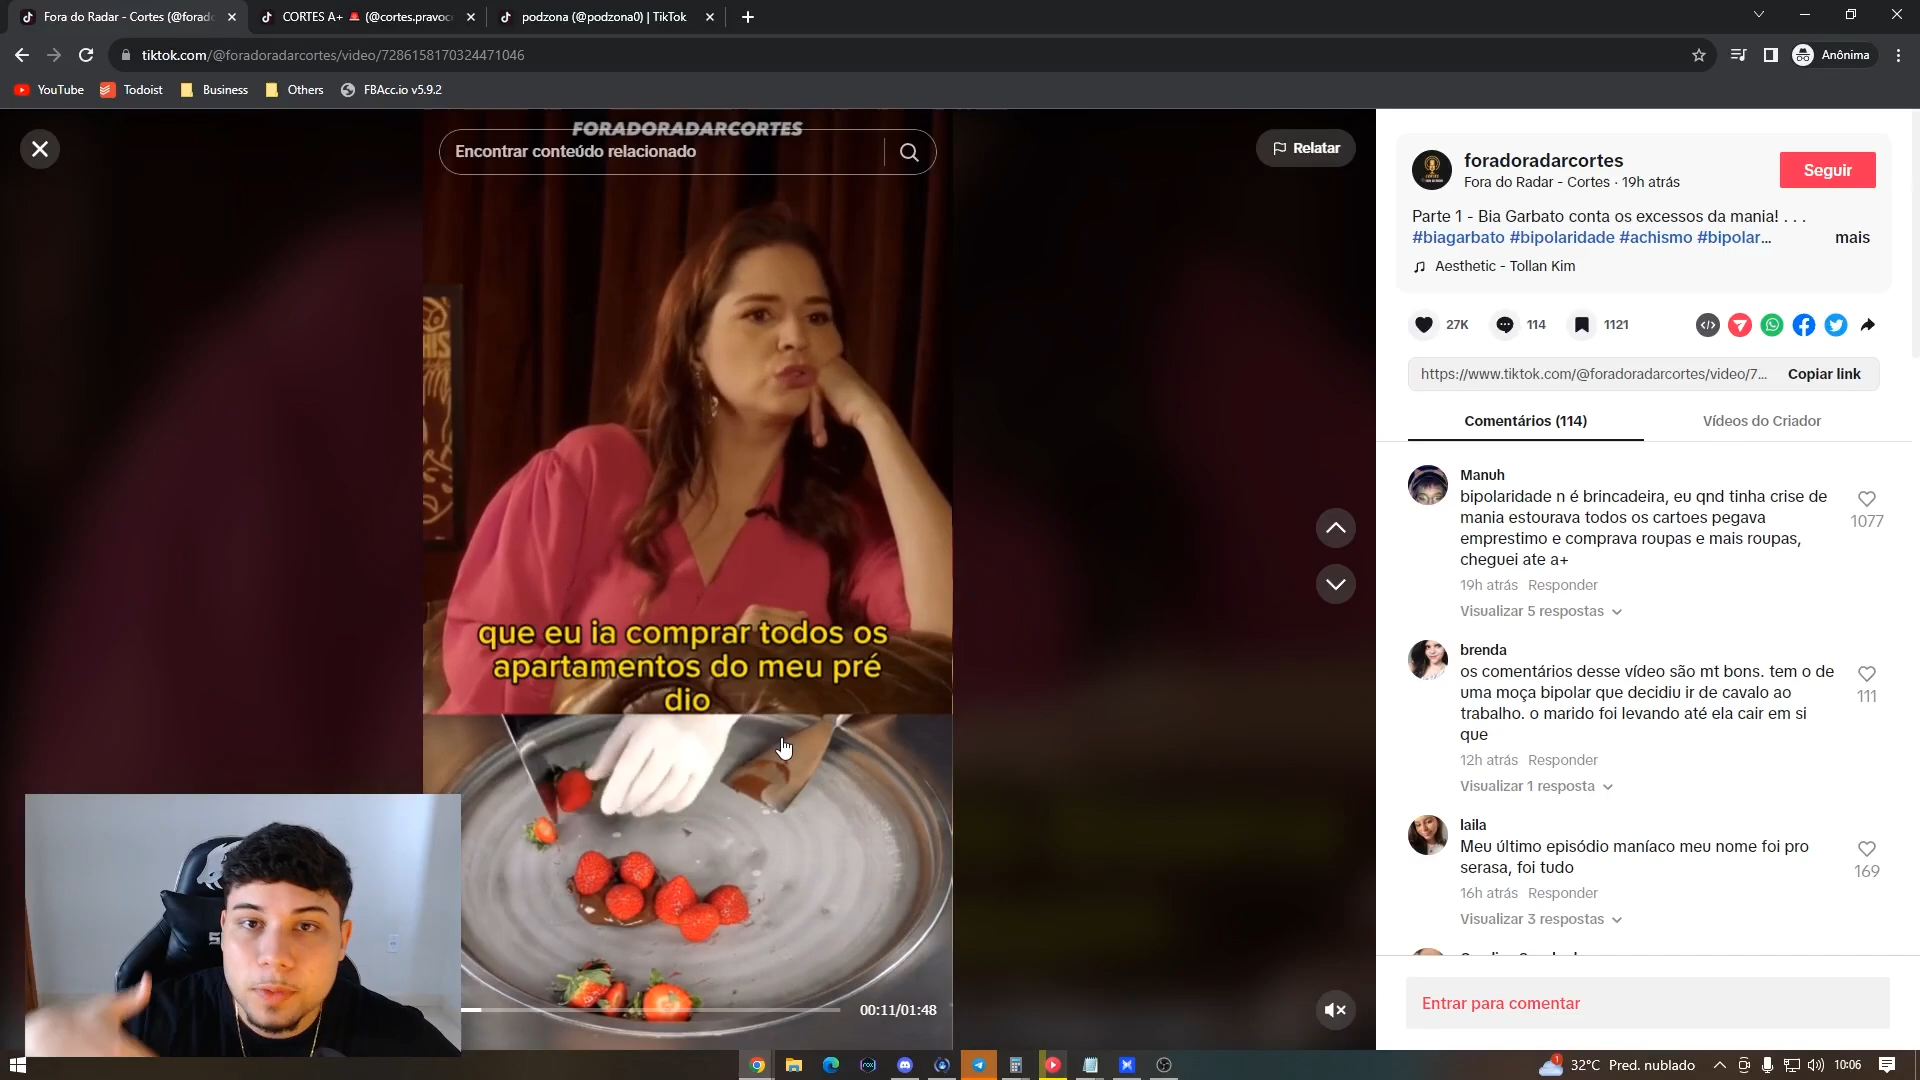 Fora do Radar - Cortes (@forado
CORTES A+ 🚨 (@cortes.pravoc
podzona (@podzona0) | TikTok
tiktok.com/@foradoradarcortes/video/7286158170324471046
Anônima
YouTube
Todoist
Business
Others
FBAcc.io v5.9.2
FORADORADARCORTES
Encontrar conteúdo relacionado
Relatar
que eu ia comprar todos os
apartamentos do meu pré
dio
00:11/01:48
foradoradarcortes
Fora do Radar - Cortes · 19h atrás
Seguir
Parte 1 - Bia Garbato conta os excessos da mania! . . .
#biagarbato #bipolaridade #achismo #bipolar...
mais
Aesthetic - Tollan Kim
27K
114
1121
https://www.tiktok.com/@foradoradarcortes/video/7...
Copiar link
Comentários (114)
Vídeos do Criador
Manuh
bipolaridade n é brincadeira, eu qnd tinha crise de
mania estourava todos os cartoes pegava
emprestimo e comprava roupas e mais roupas,
cheguei ate a+
1077
19h atrás Responder
Visualizar 5 respostas
brenda
os comentários desse vídeo são mt bons. tem o de
uma moça bipolar que decidiu ir de cavalo ao
trabalho. o marido foi levando até ela cair em si
que
111
12h atrás Responder
Visualizar 1 resposta
laila
Meu último episódio maníaco meu nome foi pro
serasa, foi tudo
169
16h atrás Responder
Visualizar 3 respostas
Entrar para comentar
32°C Pred. nublado
10:06